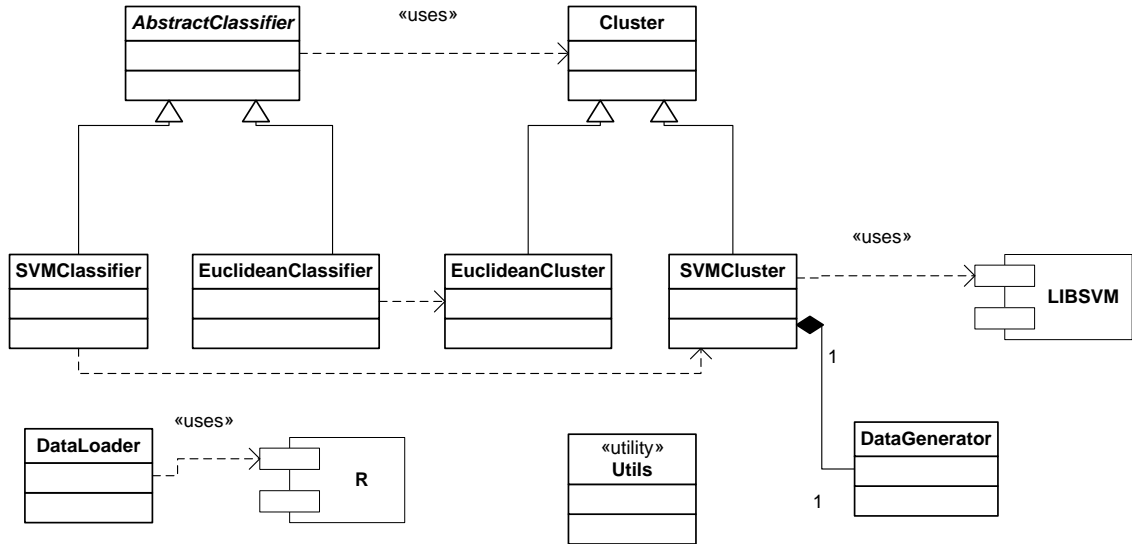 AbstractClassifier
«uses»
Cluster
SVMClassifier
EuclideanClassifier
EuclideanCluster
SVMCluster
«uses»
LIBSVM
1
«uses»
DataLoader
R
«utility»
Utils
DataGenerator
1